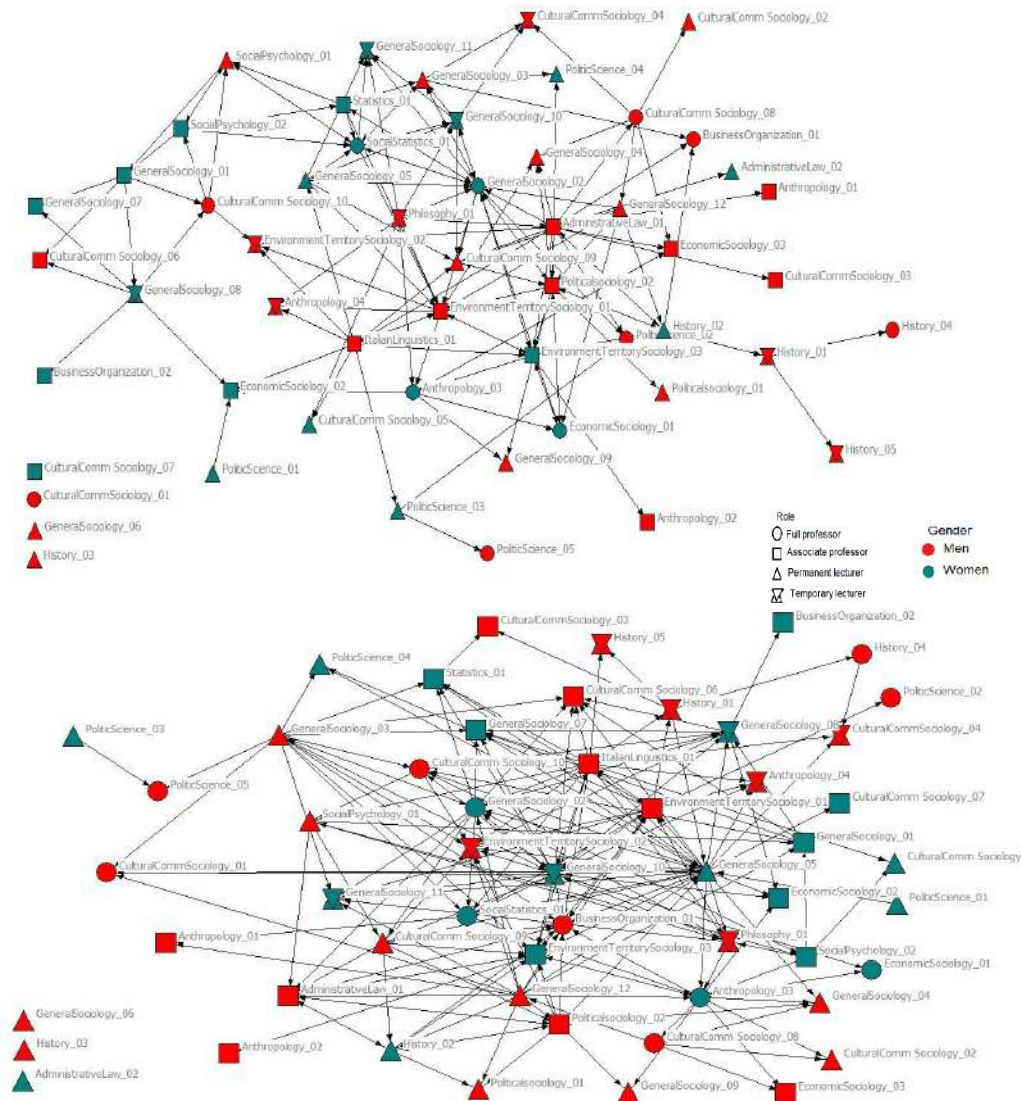 CulturalCommSociology_04
CulturalComm Sociology_02
SocialPsychology_01
GeneralSociology_11
GeneralSociology_03
PoliticScience_04
Statistics_01
CulturalComm Sociology_08
SocialPsychology_02
SocialStatistics_01
GeneralSociology_10
BusinessOrganization_01
GeneralSociology_04
AdministrativeLaw_02
GeneralSociology_01
GeneralSociology_05
GeneralSociology_02
Anthropology_01
GeneralSociology_07
CulturalComm Sociology_10
Philosophy_01
GeneralSociology_12
AdministrativeLaw_01
EnvironmentTerritorySociology_02
EconomicSociology_03
CulturalComm Sociology_06
CulturalComm Sociology_09
CulturalCommSociology_03
GeneralSociology_08
Politicalsociology_02
Anthropology_04
EnvironmentTerritorySociology_01
History_02
History_04
ItalianLinguistics_01
EnvironmentTerritorySociology_03
History_01
BusinessOrganization_02
EconomicSociology_02
Anthropology_03
Politicalsociology_01
CulturalComm Sociology_05
EconomicSociology_01
History_05
CulturalComm Sociology_07
PoliticScience_01
GeneralSociology_09
CulturalCommSociology_01
PoliticScience_03
Anthropology_02
GeneralSociology_06
History_03
PoliticScience_05
Role
Full professor
Associate professor
Permanent lecturer
Temporary lecturer
Gender
Men
Women
CulturalCommSociology_03
BusinessOrganization_02
History_05
History_04
PoliticScience_04
Statistics_01
CulturalComm Sociology_06
PoliticScience_02
History_01
PoliticScience_03
GeneralSociology_03
GeneralSociology_07
GeneralSociology_08
CulturalCommSociology_04
CulturalComm Sociology_10
ItalianLinguistics_01
PoliticScience_05
Anthropology_04
GeneralSociology_02
EnvironmentTerritorySociology_01
CulturalComm Sociology_07
SocialPsychology_01
EnvironmentTerritorySociology_02
GeneralSociology_01
CulturalCommSociology_01
GeneralSociology_10
GeneralSociology_05
CulturalComm Sociology
GeneralSociology_11
EconomicSociology_02
PoliticScience_01
SocialStatistics_01
BusinessOrganization_01
Anthropology_01
CulturalComm Sociology_09
EnvironmentTerritorySociology_03
Philosophy_01
SocialPsychology_02
EconomicSociology_01
AdministrativeLaw_01
GeneralSociology_12
Anthropology_03
GeneralSociology_04
GeneralSociology_06
Politicalsociology_02
History_03
Anthropology_02
History_02
CulturalComm Sociology_08
CulturalComm Sociology_02
AdministrativeLaw_02
Politicalsociology_01
GeneralSociology_09
EconomicSociology_03